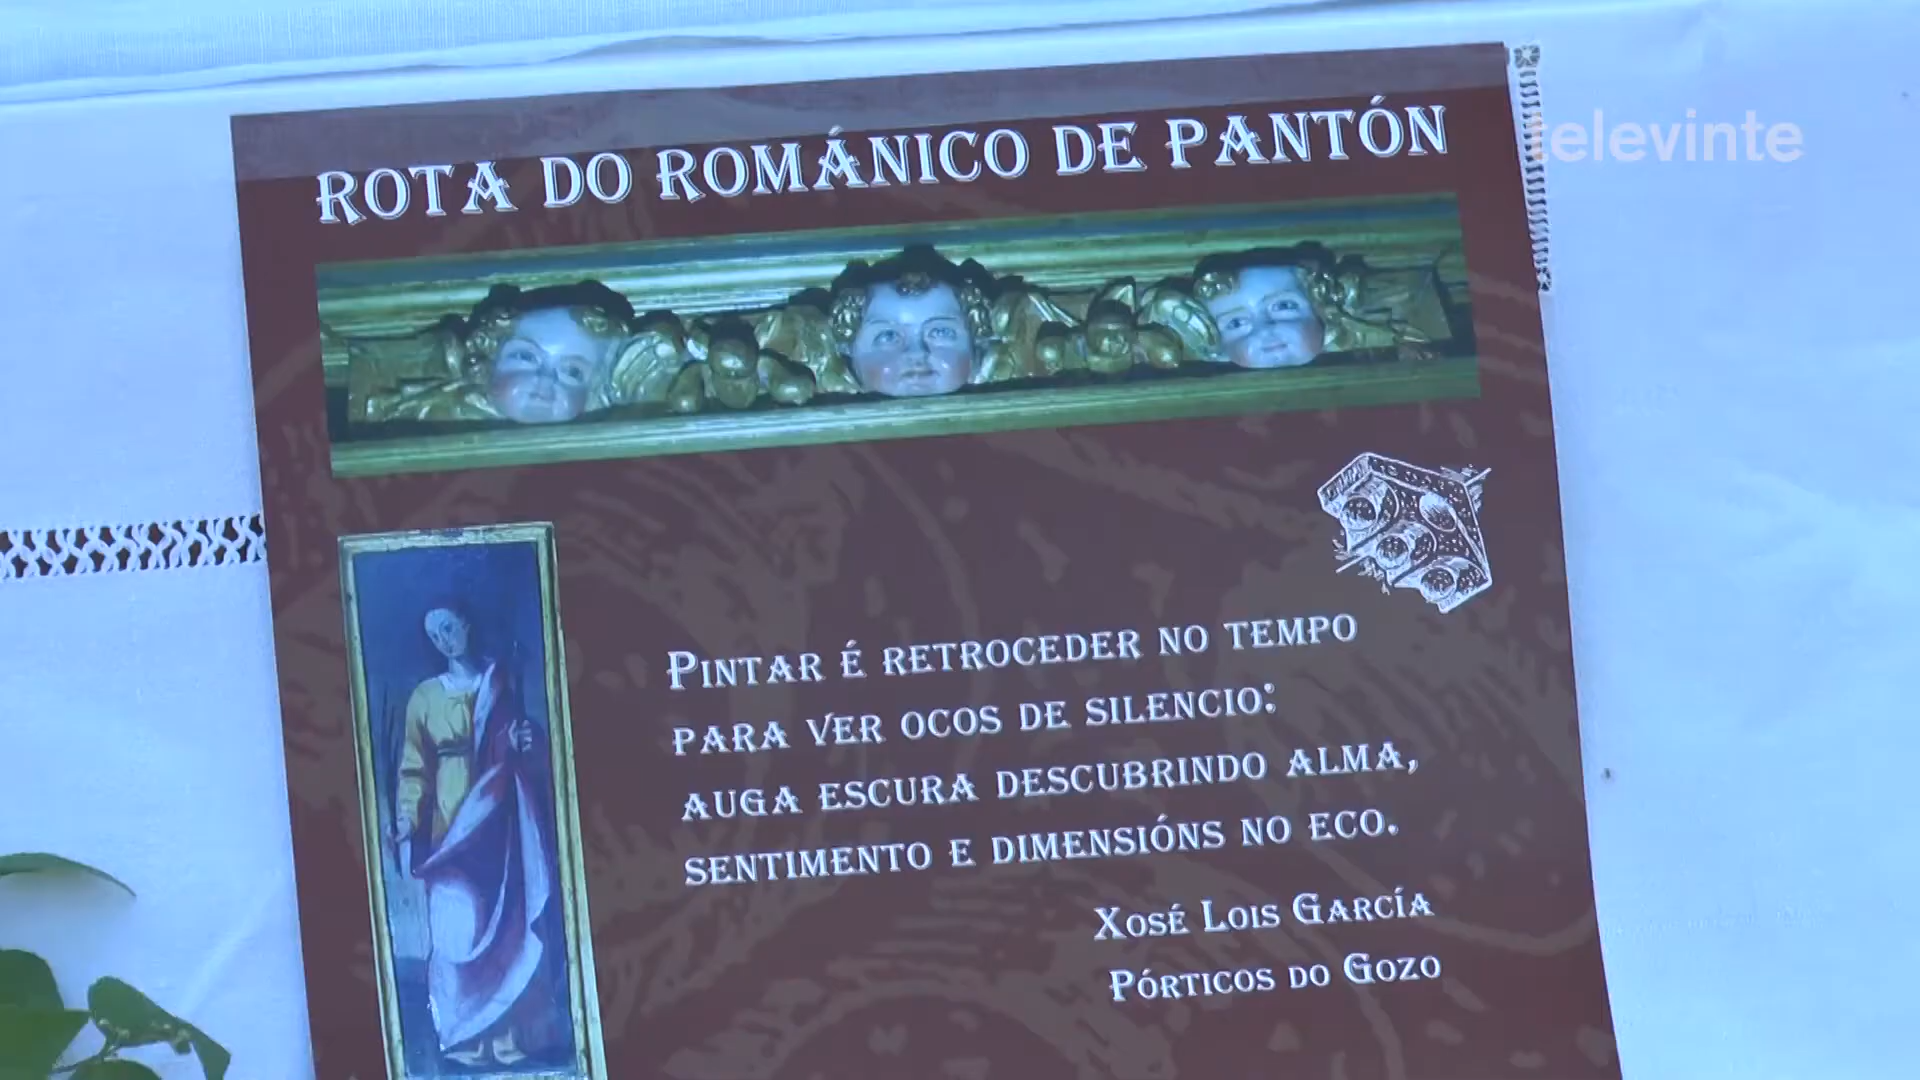 televinte
ROTA DO ROMÁNICO DE PANTÓN
PINTAR É RETROCEDER NO TEMPO
PARA VER OCOS DE SILENCIO:
AUGA ESCURA DESCUBRINDO ALMA,
SENTIMENTO E DIMENSIÓNS NO ECO.
XOSÉ LOIS GARCÍA
PÓRTICOS DO GOZO